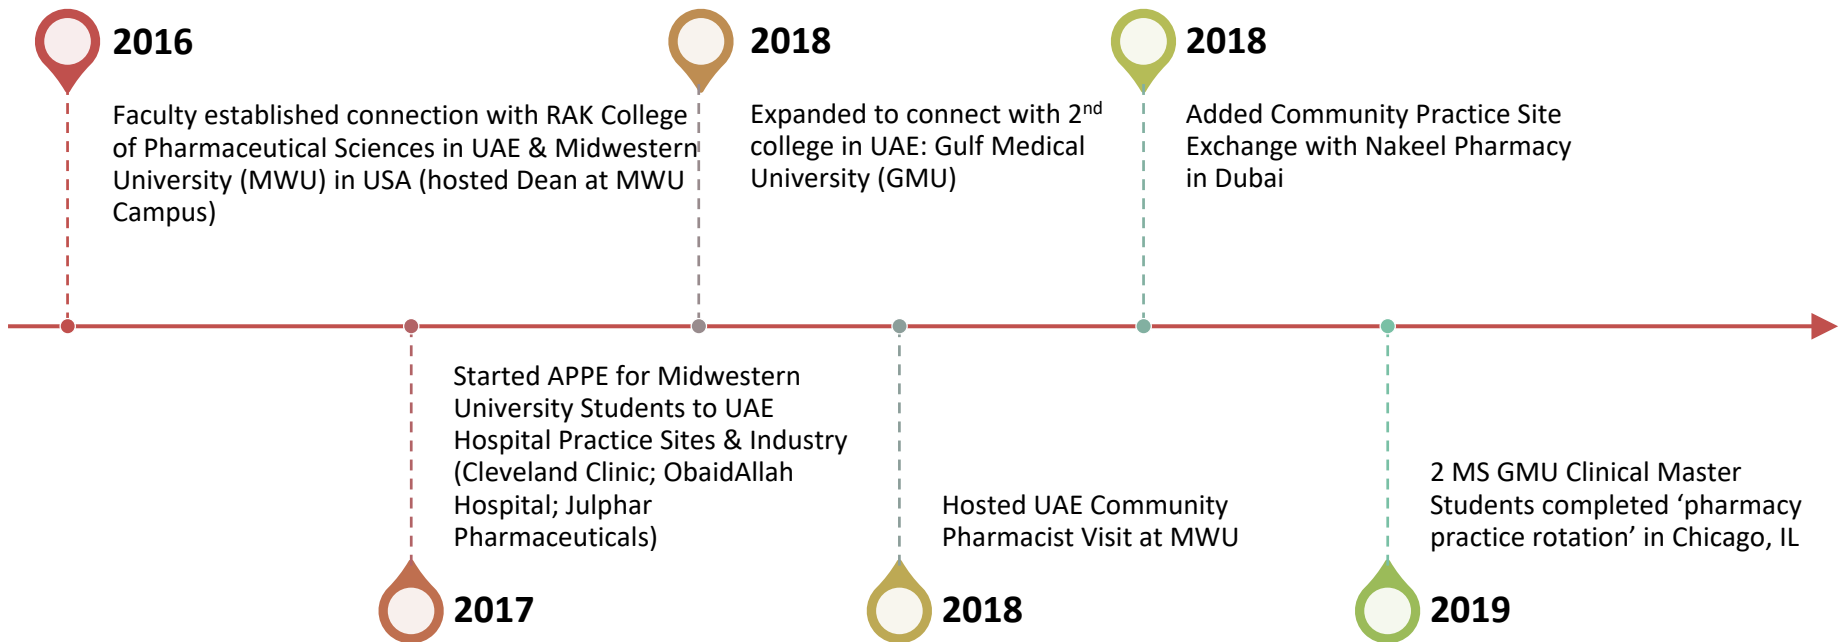 2016
Faculty established connection with RAK College
of Pharmaceutical Sciences in UAE & Midwestern
University (MWU) in USA (hosted Dean at MWU
Campus)
2018
Expanded to connect with 2nd
college in UAE: Gulf Medical
University (GMU)
2018
Added Community Practice Site
Exchange with Nakeel Pharmacy
in Dubai
Started APPE for Midwestern
University Students to UAE
Hospital Practice Sites & Industry
(Cleveland Clinic; ObaidAllah
Hospital; Julphar
Pharmaceuticals)
2017
Hosted UAE Community
Pharmacist Visit at MWU
2018
2 MS GMU Clinical Master
Students completed ‘pharmacy
practice rotation’ in Chicago, IL
2019